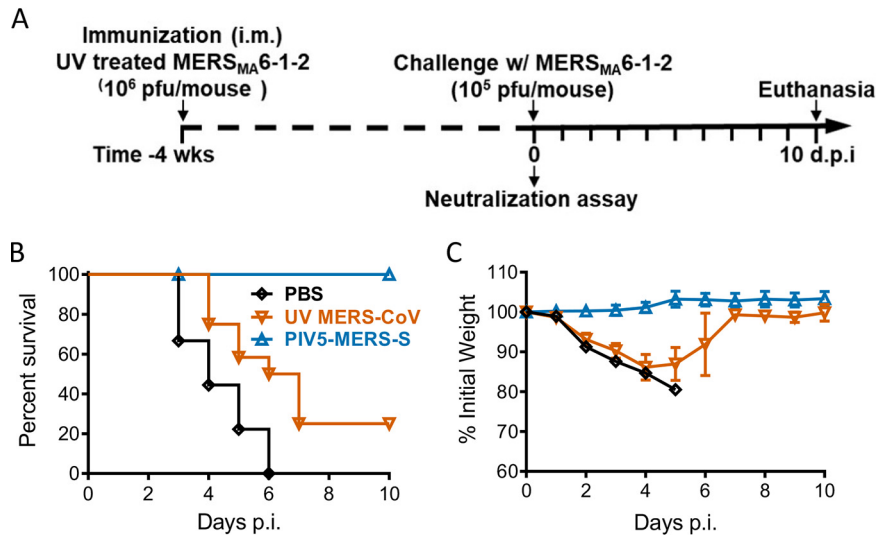 A
Immunization (i.m.)
UV treated MERSMA6-1-2
(10⁶ pfu/mouse )
Challenge w/ MERSMA6-1-2
(10⁵ pfu/mouse)
Euthanasia
Time -4 wks
0
10 d.p.i
Neutralization assay
B
Percent survival
100
80
60
40
20
0
0 2 4 6 8 10
Days p.i.
PBS
UV MERS-CoV
PIV5-MERS-S
C
% Initial Weight
110
100
90
80
70
60
0 2 4 6 8 10
Days p.i.